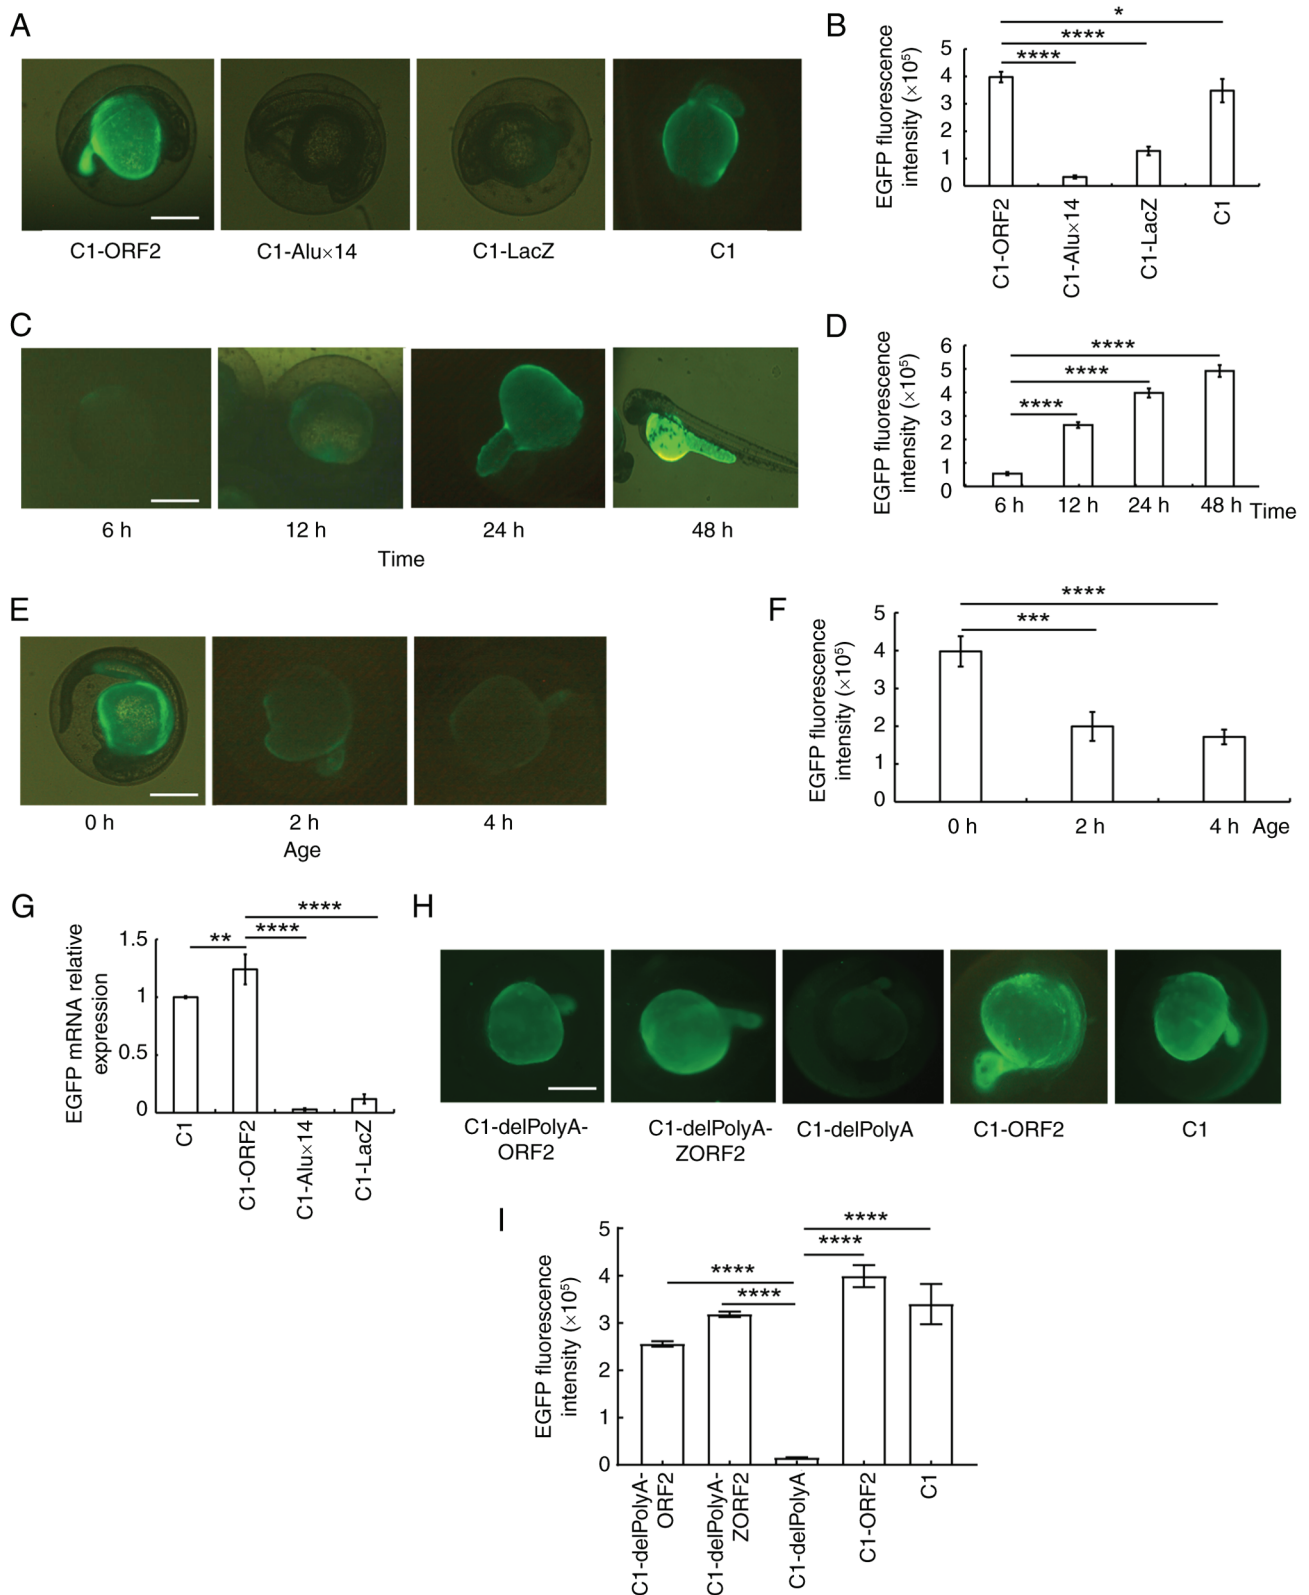 A
C1-ORF2
C1-Alu×14
C1-LacZ
C1
B
EGFP fluorescence
intensity (×10⁵)
5
4
3
2
1
0
*
****
****
C1-ORF2
C1-Alu×14
C1-LacZ
C1
C
6 h
12 h
24 h
48 h
Time
D
EGFP fluorescence
intensity (×10⁵)
6
5
4
3
2
1
0
****
****
****
6 h
12 h
24 h
48 h
Time
E
0 h
2 h
4 h
Age
F
EGFP fluorescence
intensity (×10⁵)
5
4
3
2
1
0
****
***
0 h
2 h
4 h
Age
G
EGFP mRNA relative
expression
1.5
1
0.5
0
****
****
**
C1
C1-ORF2
C1-Alu×14
C1-LacZ
H
C1-delPolyA-
ORF2
C1-delPolyA-
ZORF2
C1-delPolyA
C1-ORF2
C1
I
EGFP fluorescence
intensity (×10⁵)
5
4
3
2
1
0
****
****
****
****
C1-delPolyA-
ORF2
C1-delPolyA-
ZORF2
C1-delPolyA
C1-ORF2
C1